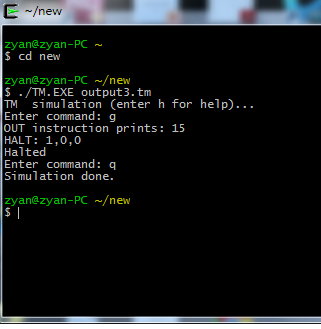 ~/new
zyan@zyan-PC ~
$ cd new
zyan@zyan-PC ~/new
$ ./TM.EXE output3.tm
TM  simulation (enter h for help)...
Enter command: g
OUT instruction prints: 15
HALT: 1,0,0
Halted
Enter command: q
Simulation done.
zyan@zyan-PC ~/new
$